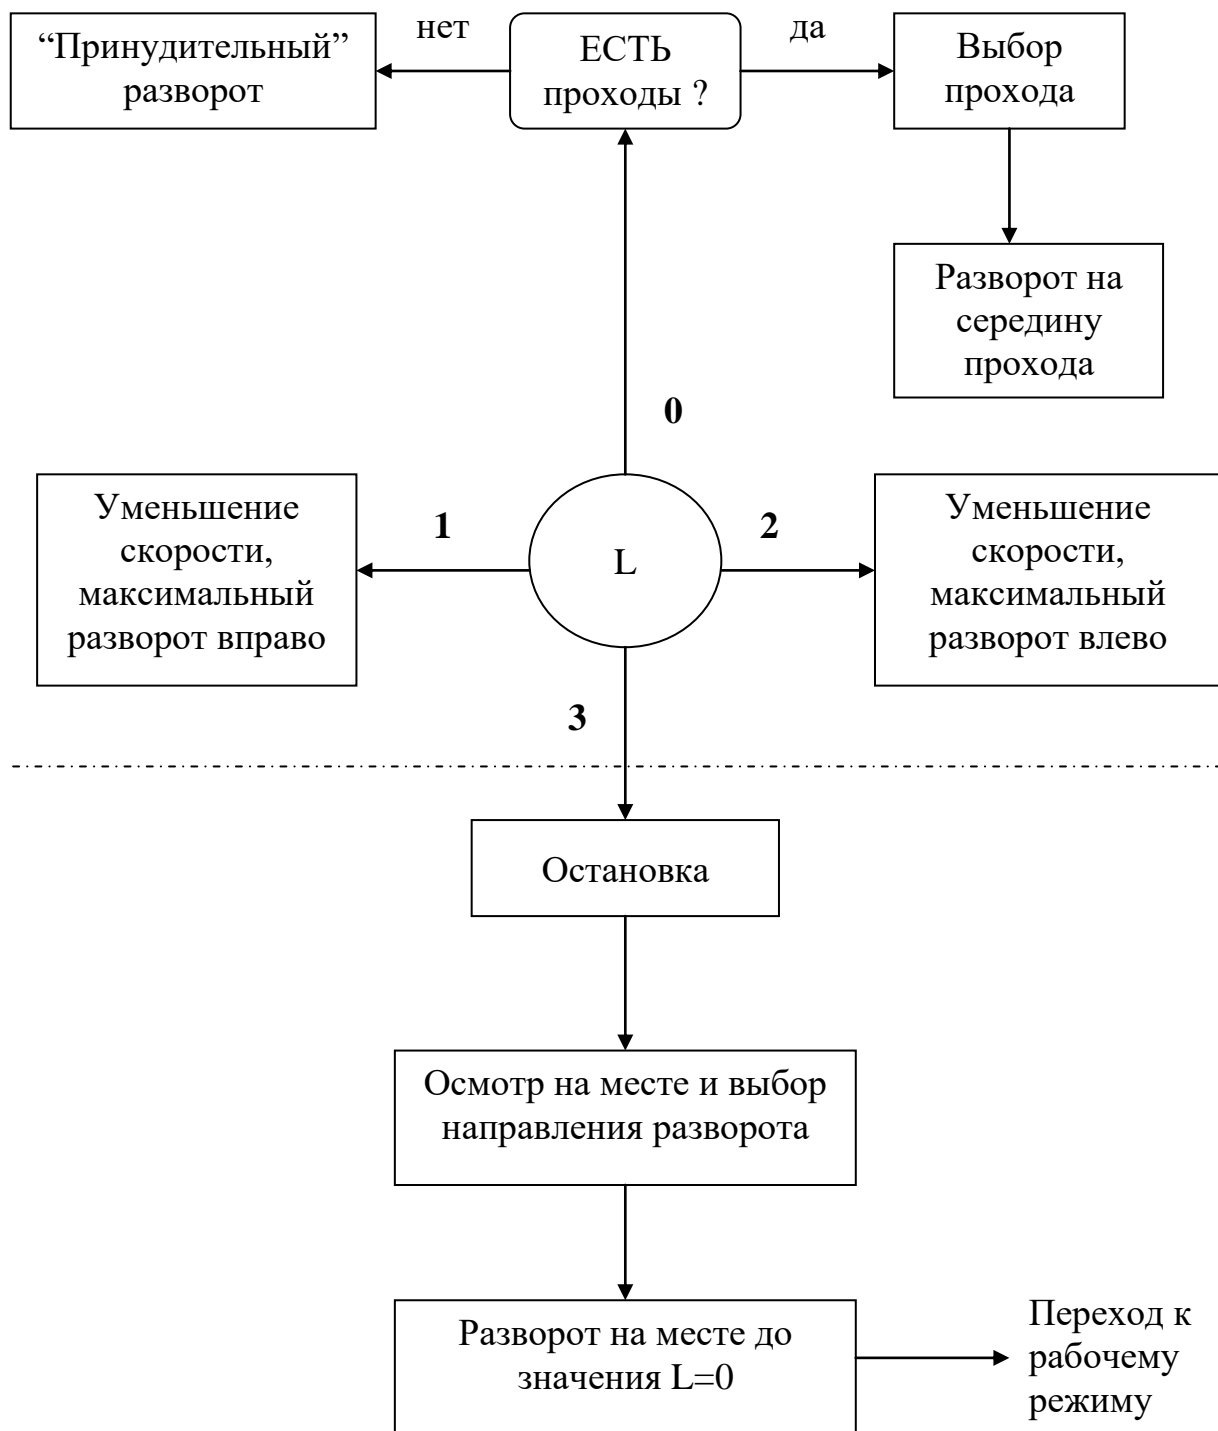 “Принудительный”
разворот
нет
ЕСТЬ
проходы ?
да
Выбор
прохода
Разворот на
середину
прохода
0
Уменьшение
скорости,
максимальный
разворот вправо
1
L
2
Уменьшение
скорости,
максимальный
разворот влево
3
Остановка
Осмотр на месте и выбор
направления разворота
Разворот на месте до
значения L=0
Переход к
рабочему
режиму